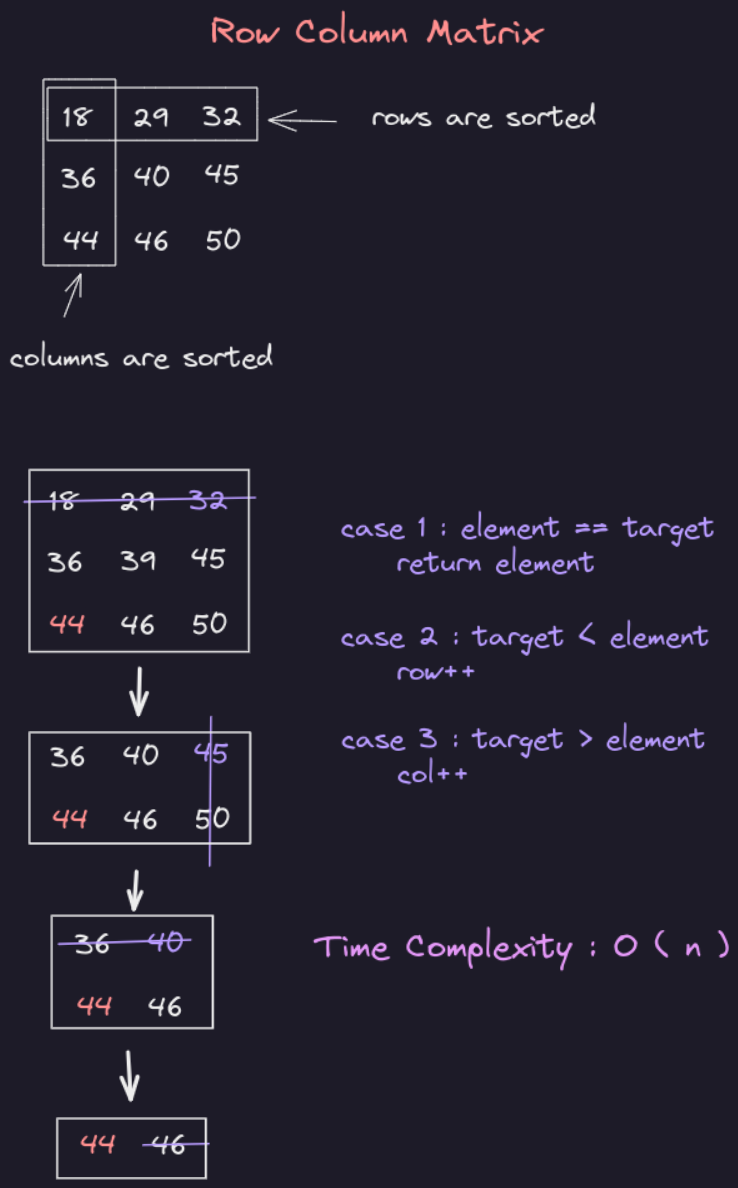 Row Column Matrix
18 29 32
rows are sorted
36 40 45
44 46 50
columns are sorted
18 29 32
36 39 45
44 46 50
case 1 : element == target
return element
case 2 : target < element
row++
case 3 : target > element
col++
36 40 45
44 46 50
36 40
44 46
Time Complexity : O ( n )
44 46